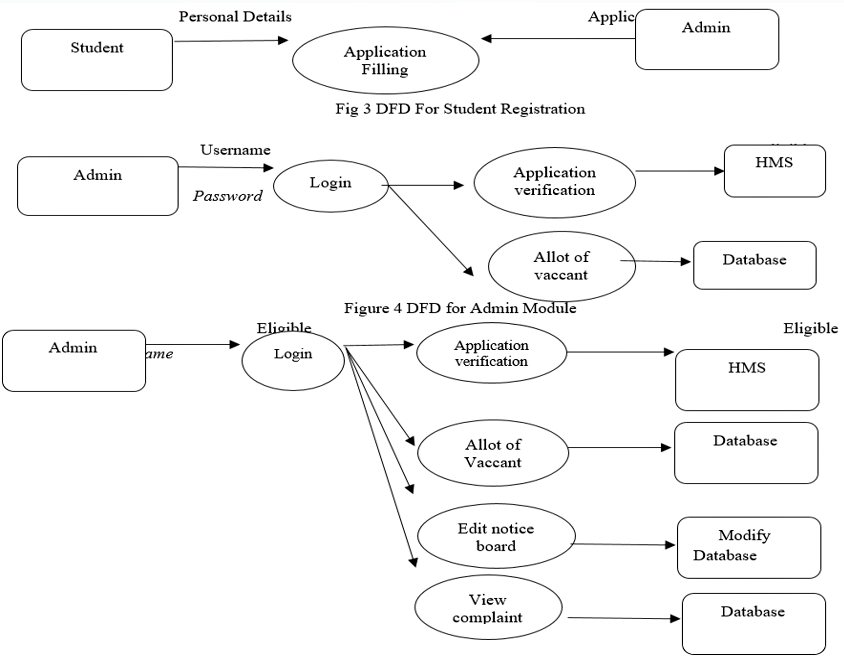 Personal Details
Student
Application
Filling
Admin
Fig 3 DFD For Student Registration
Admin
Username
Password
Login
Application
verification
HMS
Allot of
vaccant
Database
Figure 4 DFD for Admin Module
Admin
Eligible
Login
Application
verification
Eligible
HMS
Allot of
Vaccant
Database
Edit notice
board
Modify
Database
View
complaint
Database